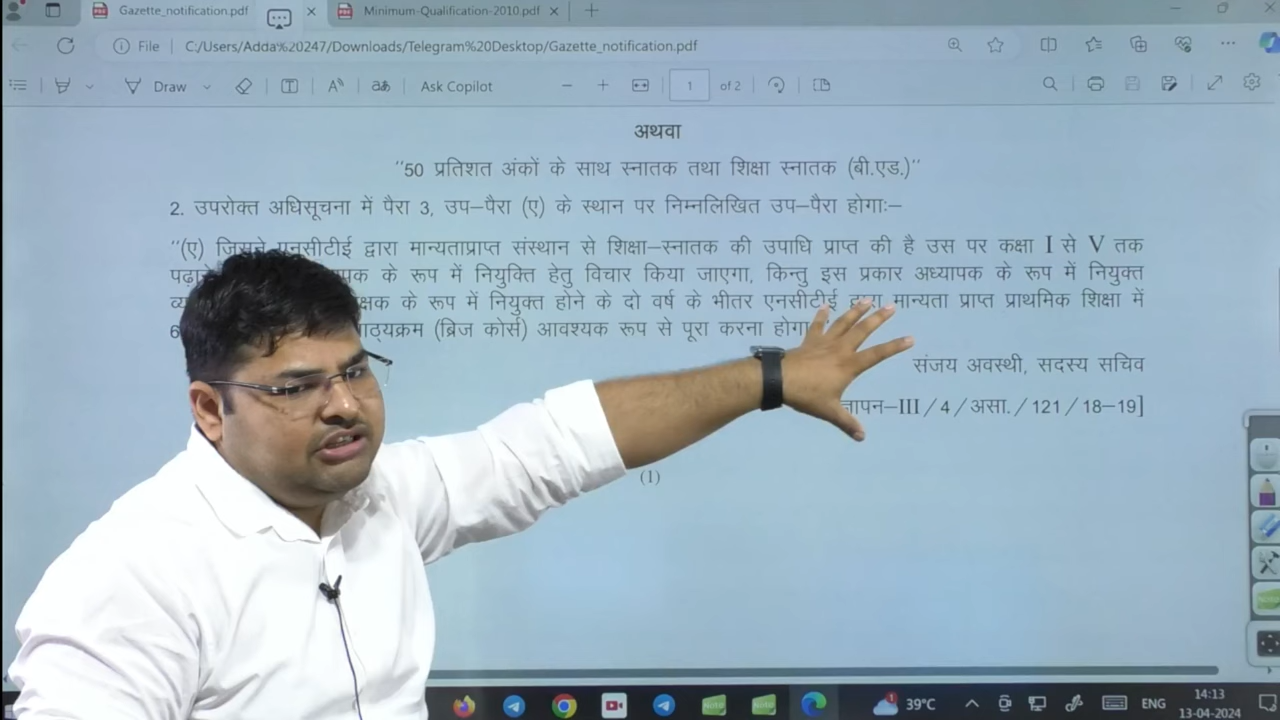 Gazette_notification.pdf
Minimum-Qualification-2010.pdf
File
C:/Users/Adda%20247/Downloads/Telegram%20Desktop/Gazette_notification.pdf
Draw
Ask Copilot
1 of 2
अथवा
"50 प्रतिशत अंकों के साथ स्नातक तथा शिक्षा स्नातक (बी.एड.)"
2. उपरोक्त अधिसूचना में पैरा 3, उप–पैरा (ए) के स्थान पर निम्नलिखित उप–पैरा होगाः–
"(ए) जिसने एनसीटीई द्वारा मान्यताप्राप्त संस्थान से शिक्षा–स्नातक की उपाधि प्राप्त की है उस पर कक्षा I से V तक
के रूप में नियुक्ति हेतु विचार किया जाएगा, किन्तु इस प्रकार अध्यापक के रूप में नियुक्त
के रूप में नियुक्त होने के दो वर्ष के भीतर एनसीटीई द्वारा मान्यता प्राप्त प्राथमिक शिक्षा में
(ब्रिज कोर्स) आवश्यक रूप से पूरा करना होगा
संजय अवस्थी, सदस्य सचिव
III / 4 / असा. / 121 / 18–19]
(1)
39°C
ENG
14:13
13-04-2024